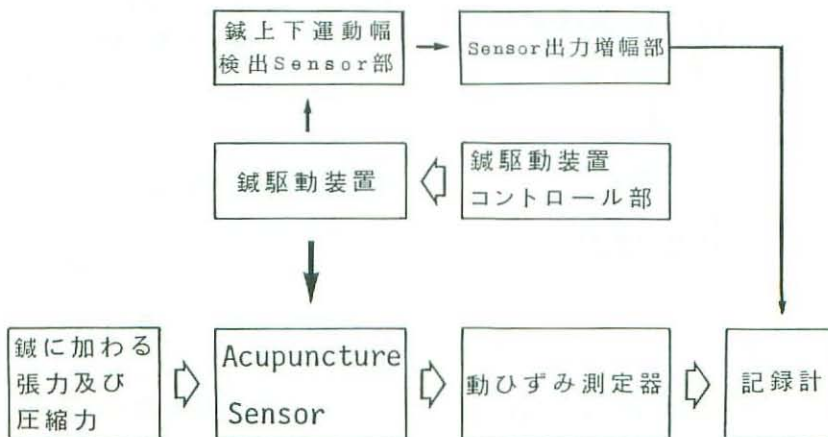 鍼上下運動幅
検出Sensor部
Sensor出力増幅部
鍼駆動装置
鍼駆動装置
コントロール部
鍼に加わる
張力及び
圧縮力
Acupuncture
Sensor
動ひずみ測定器
記録計